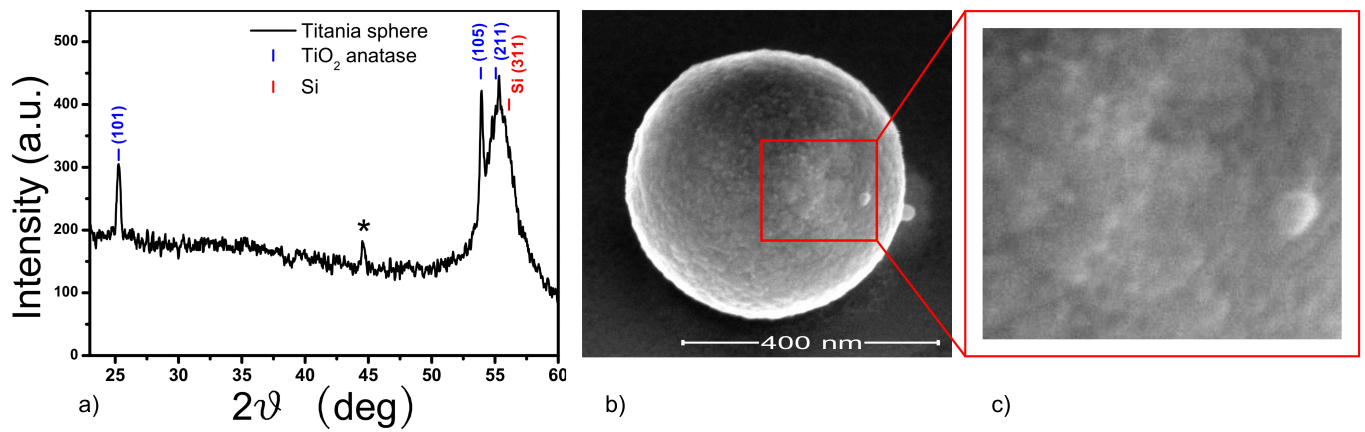 Intensity (a.u.)
500
400
300
200
100
0
Titania sphere
TiO₂ anatase
Si
(101)
*
(105)
(211)
Si (311)
25
30
35
40
45
50
55
60
2ϑ (deg)
a)
400 nm
b)
c)